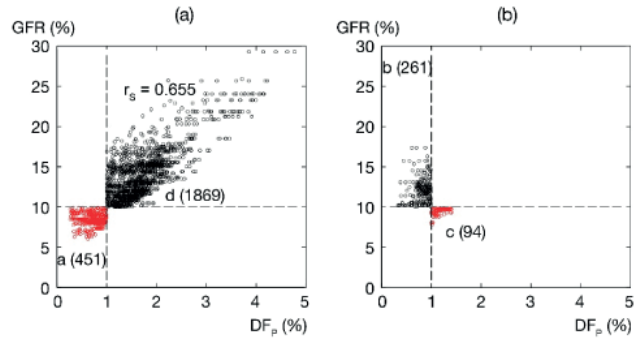 (a)
GFR (%)
30
25
20
15
10
5
0
r_s = 0.655
d (1869)
a (451)
0 1 2 3 4 5
DF_P (%)
(b)
GFR (%)
30
25
20
15
10
5
0
b (261)
c (94)
0 1 2 3 4 5
DF_P (%)